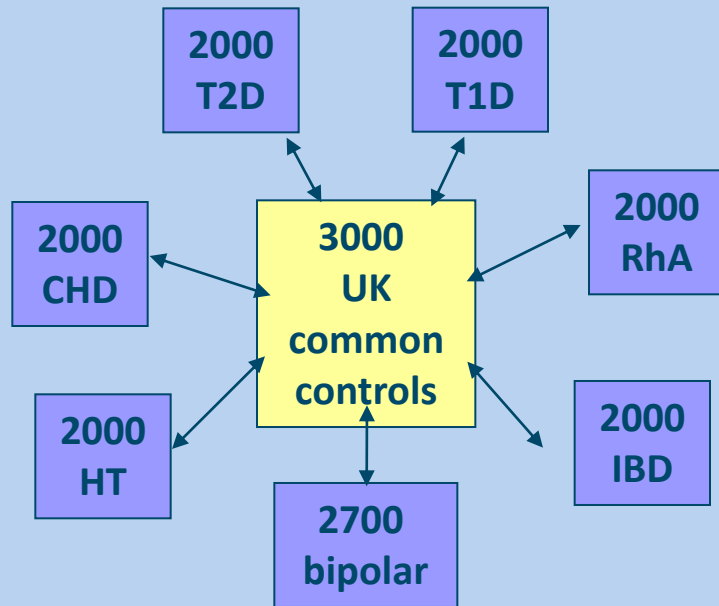 2000
T2D
2000
T1D
2000
CHD
3000
UK
common
controls
2000
RhA
2000
HT
2700
bipolar
2000
IBD